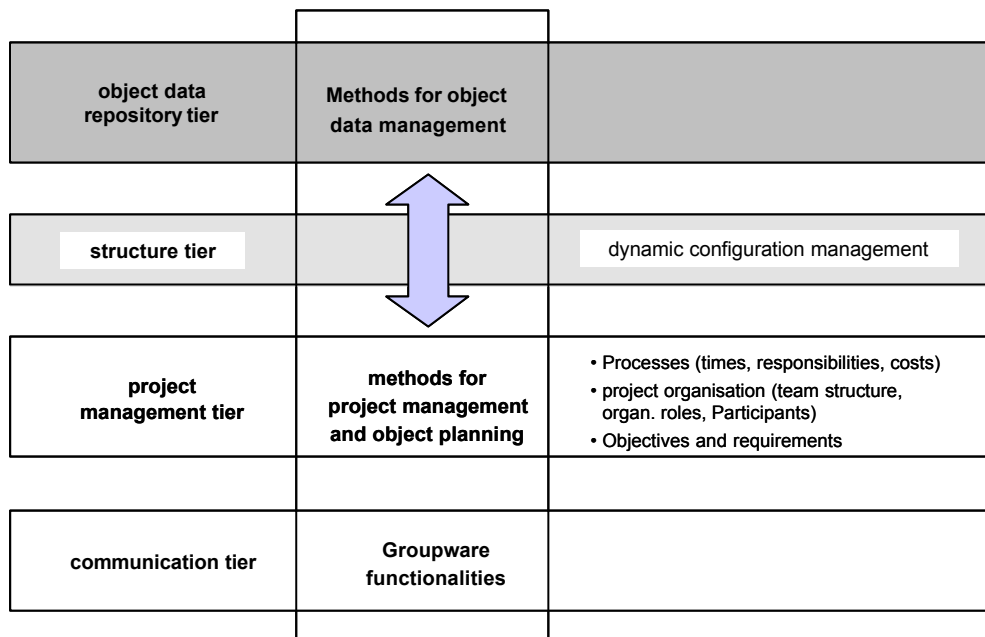 object data
repository tier
Methods for object
data management
structure tier
dynamic configuration management
project
management tier
methods for
project management
and object planning
• Processes (times, responsibilities, costs)
• project organisation (team structure,
organ. roles, Participants)
• Objectives and requirements
communication tier
Groupware
functionalities